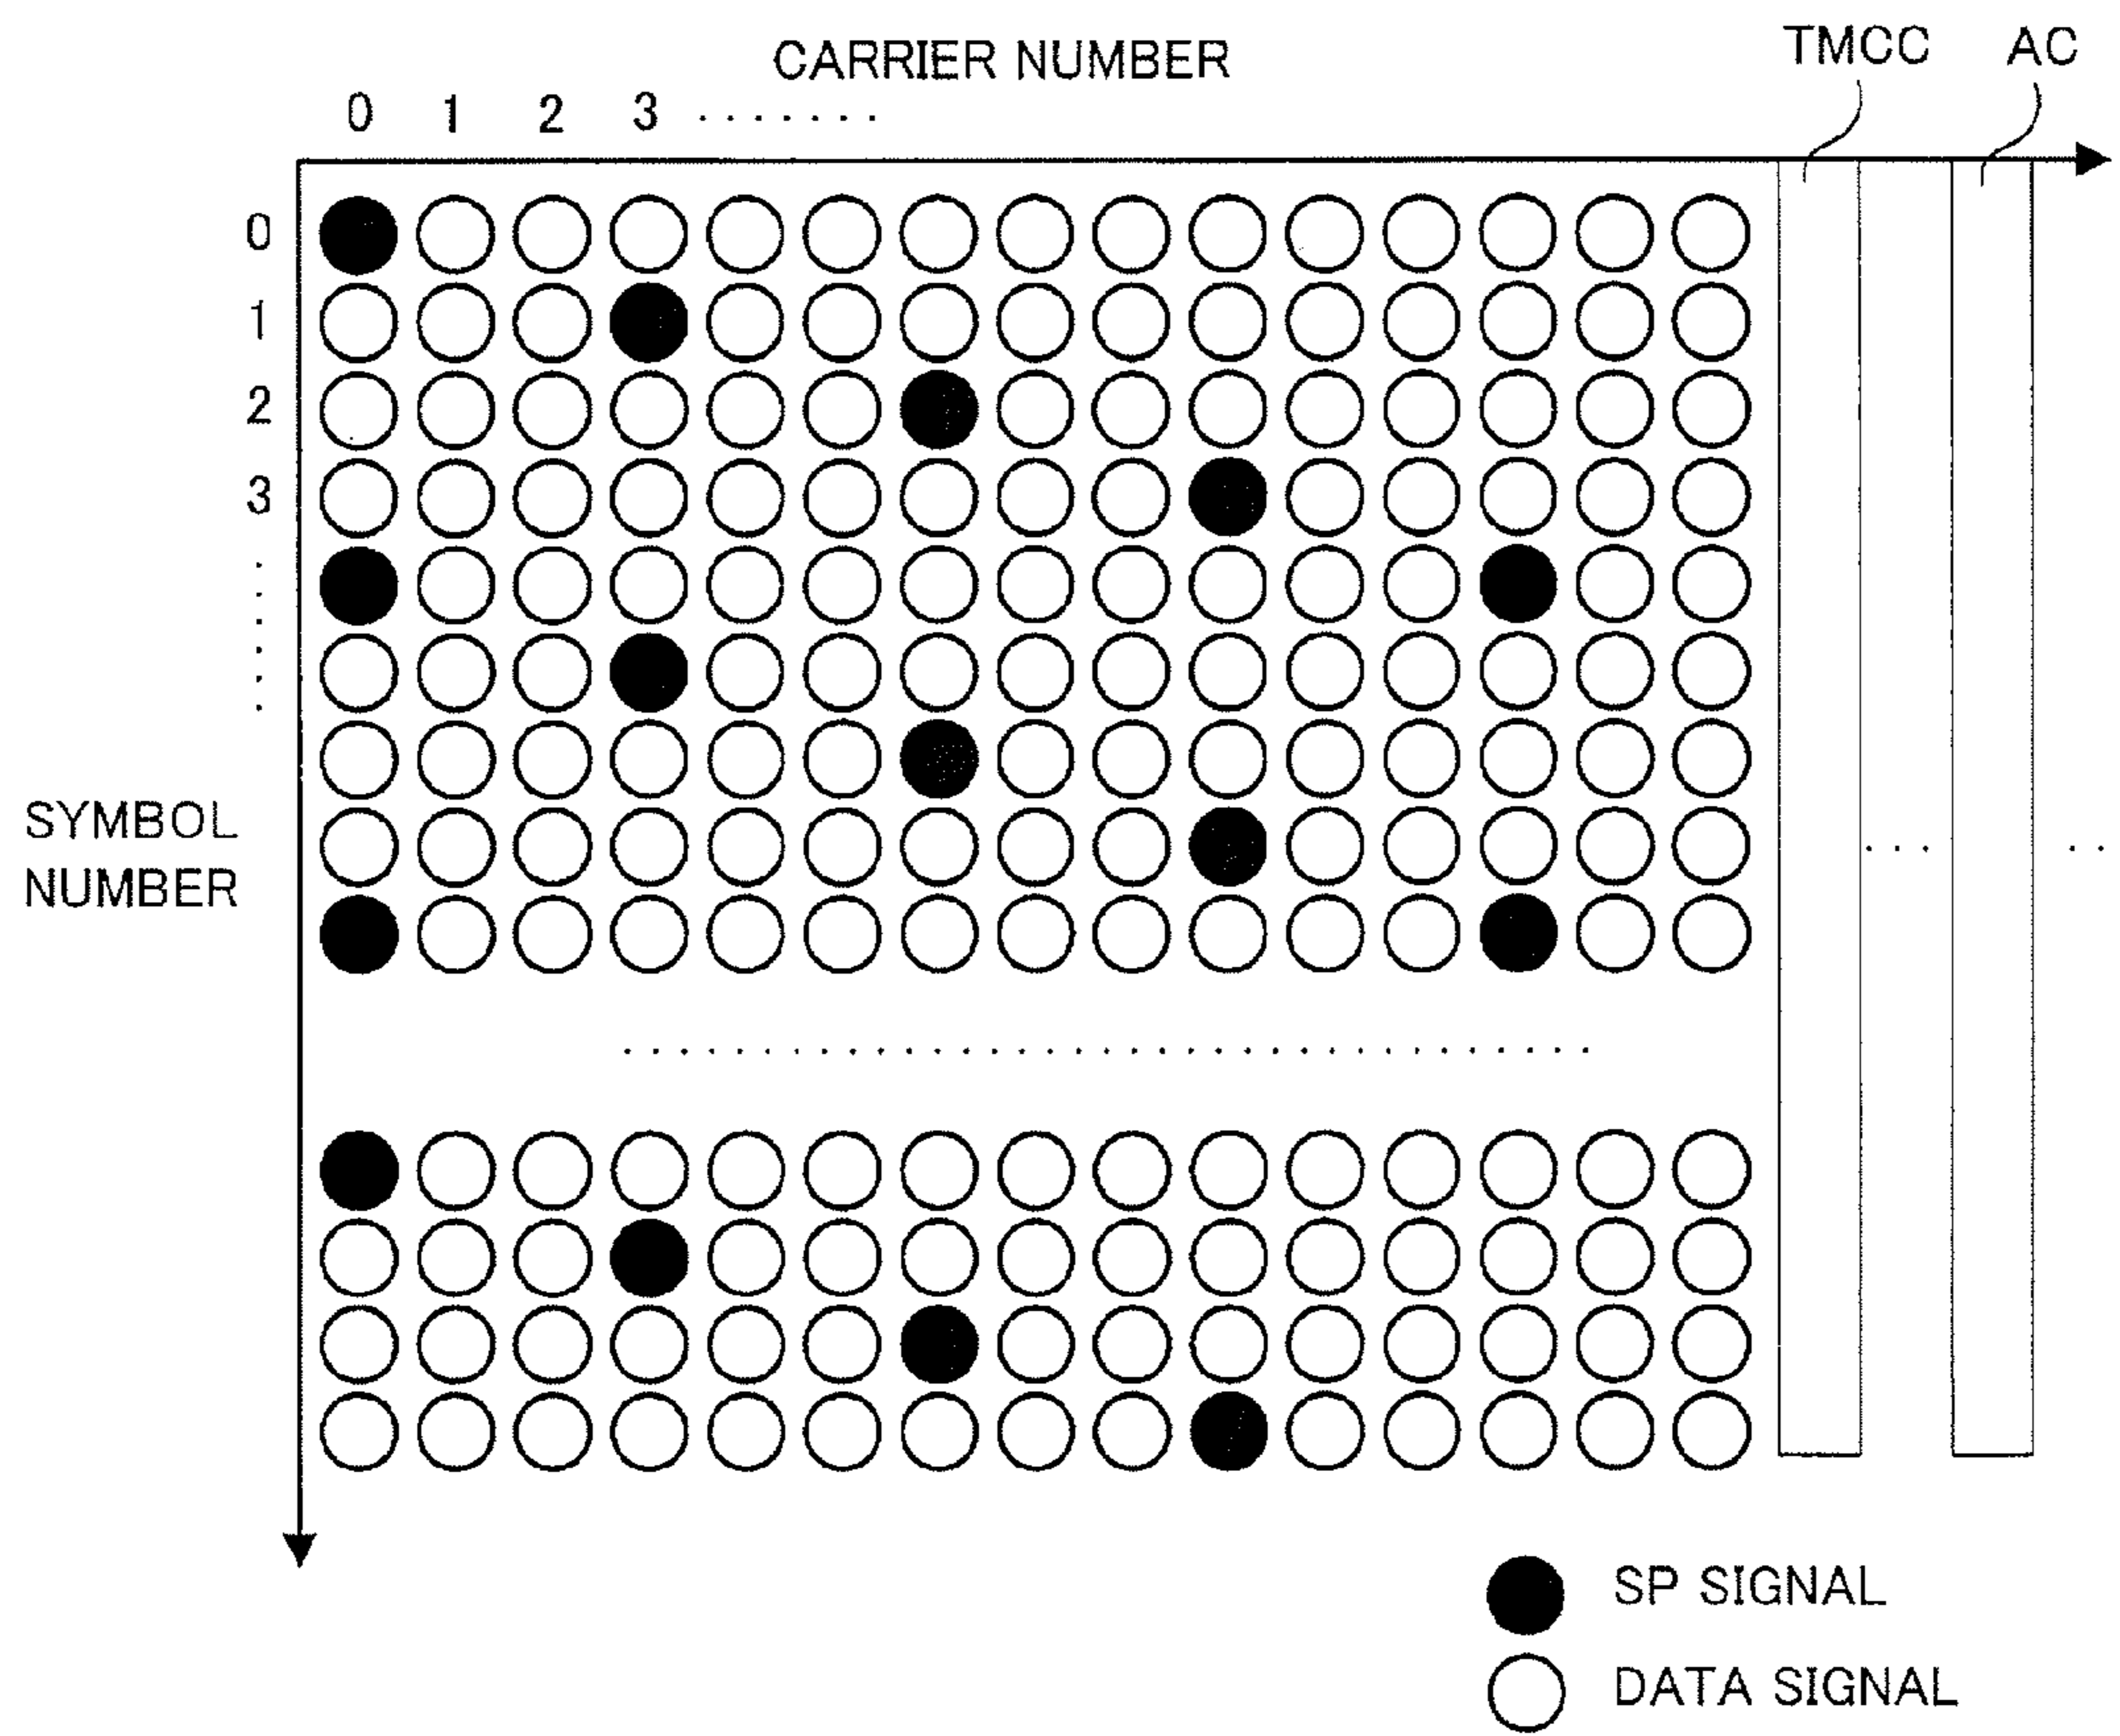 CARRIER NUMBER
TMCC
AC
0 1 2 3 .......
0
1
2
3
SYMBOL
NUMBER
SP SIGNAL
DATA SIGNAL